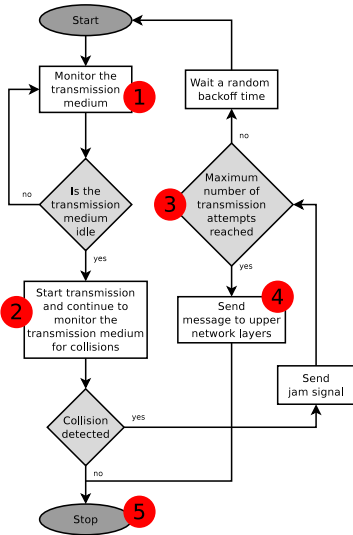 Start
Monitor the
transmission
medium
1
no
Is the
transmission
medium
idle
yes
2
Start transmission
and continue to
monitor the
transmission medium
for collisions
Collision
detected
yes
no
Stop
5
Wait a random
backoff time
no
3
Maximum
number of
transmission
attempts
reached
yes
4
Send
message to upper
network layers
Send
jam signal